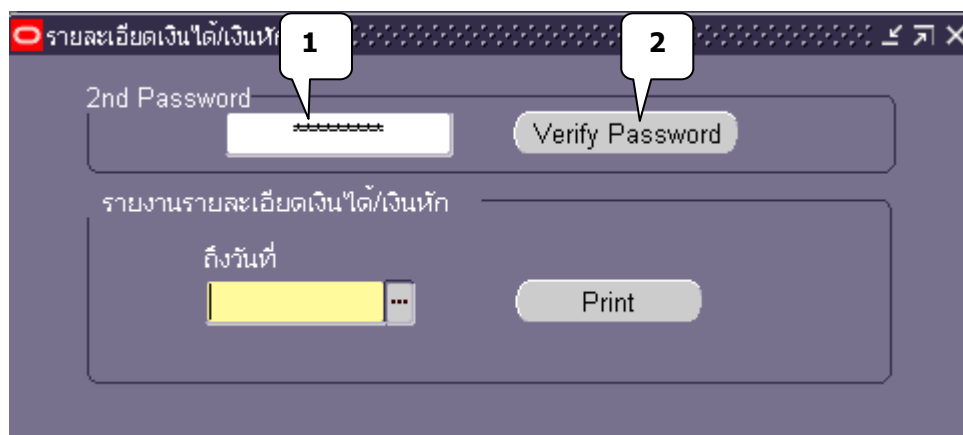 รายละเอียดเงินได้/เงินหัก
1
2
2nd Password
**********
Verify Password
รายงานรายละเอียดเงินได้/เงินหัก
ถึงวันที่
...
Print